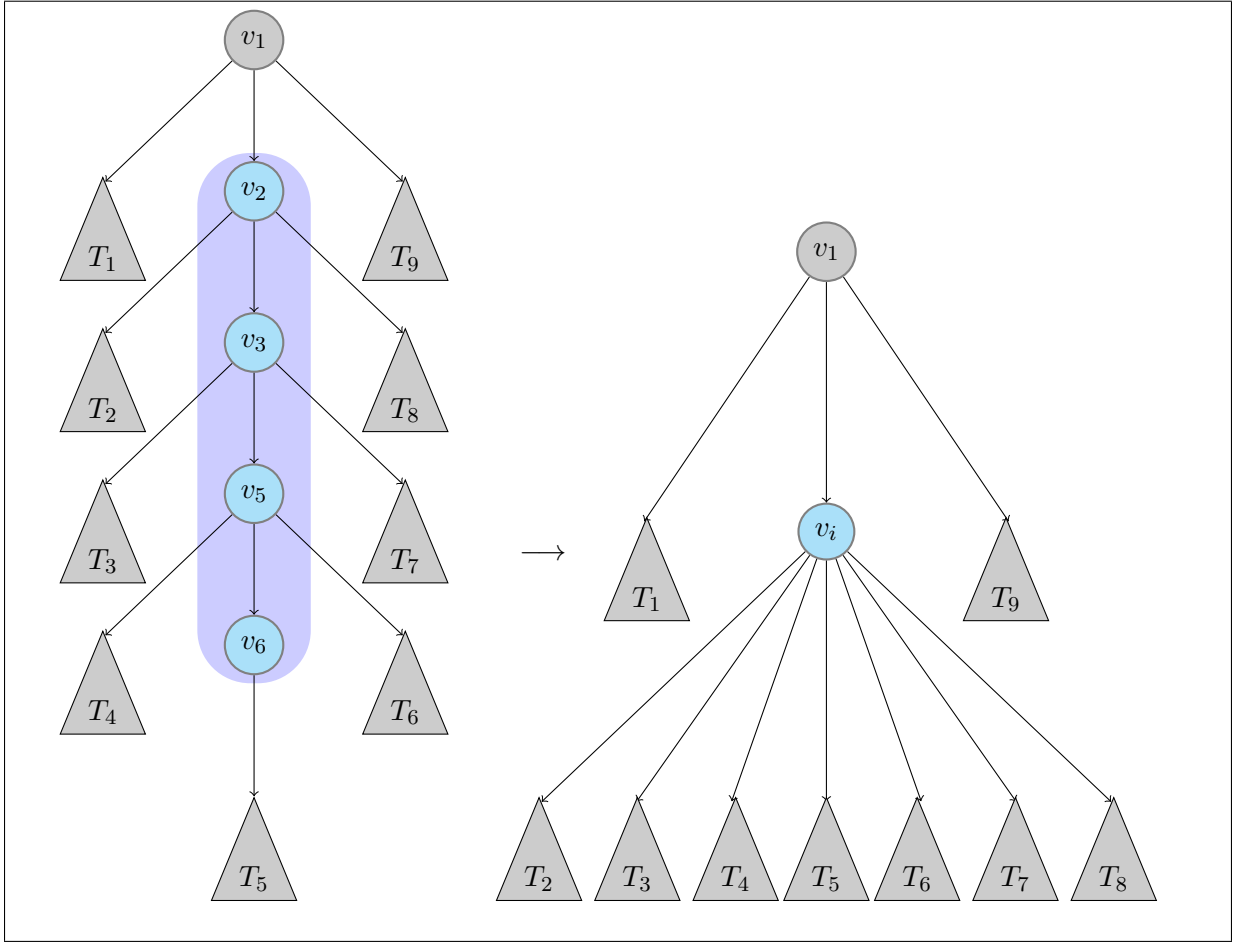 v₁
v₂
T₁ T₉
v₁
v₃
T₂ T₈
v₅
vᵢ
T₃ ⟶ T₇
T₁ T₉
v₆
T₄ T₆
T₅
T₂ T₃ T₄ T₅ T₆ T₇ T₈